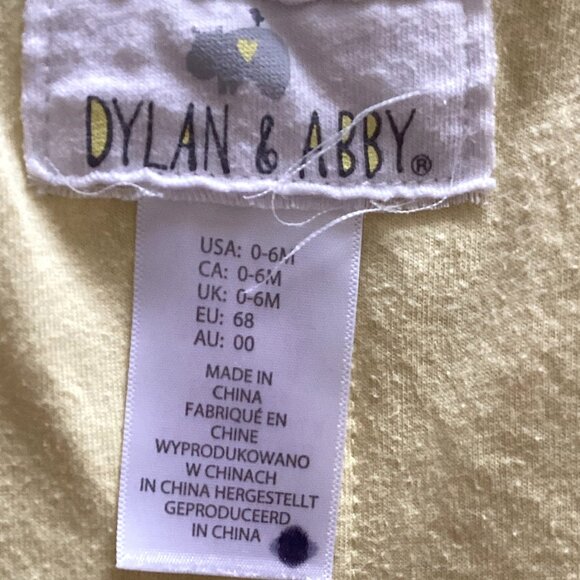 DYLAN & ABBY®
USA: 0-6M
CA: 0-6M
UK: 0-6M
EU: 68
AU: 00
MADE IN
CHINA
FABRIQUÉ EN
CHINE
WYPRODUKOWANO
W CHINACH
IN CHINA HERGESTELLT
GEPRODUCEERD
IN CHINA